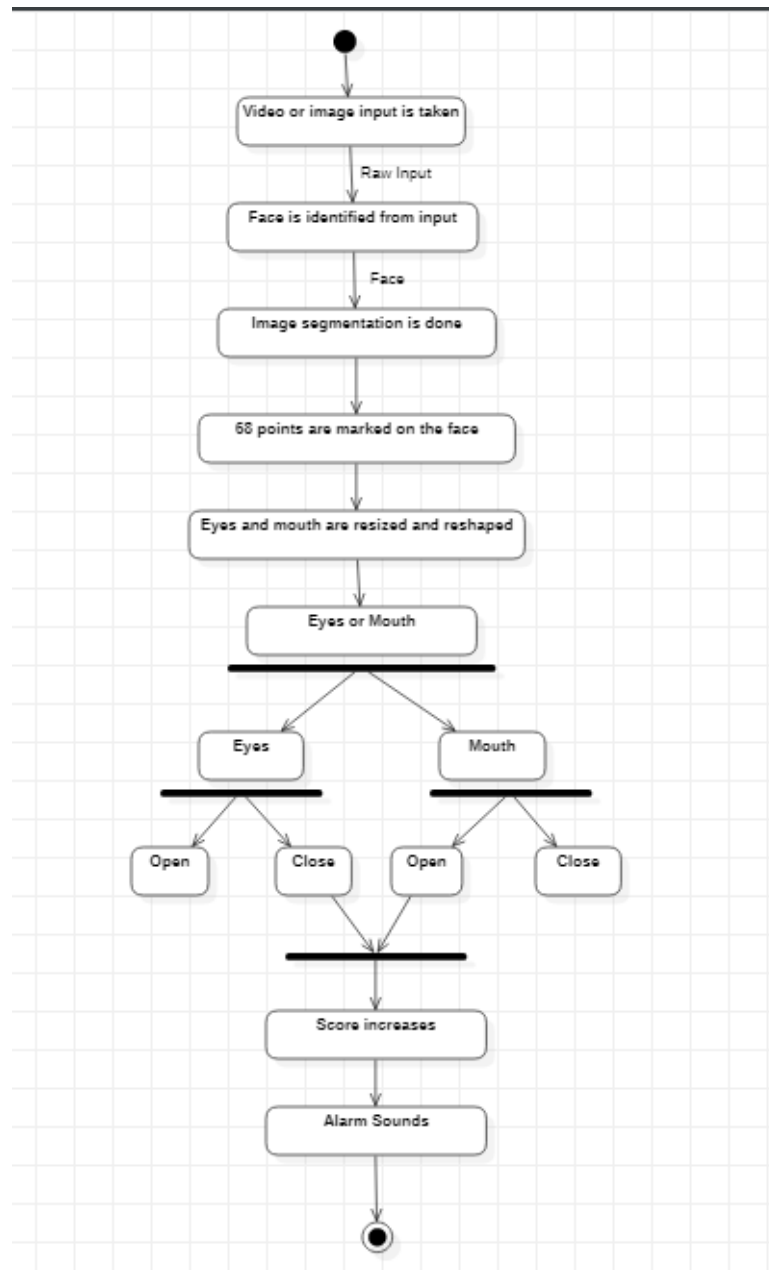 Video or image input is taken
Raw Input
Face is identified from input
Face
Image segmentation is done
68 points are marked on the face
Eyes and mouth are resized and reshaped
Eyes or Mouth
Eyes
Mouth
Open
Close
Open
Close
Score increases
Alarm Sounds